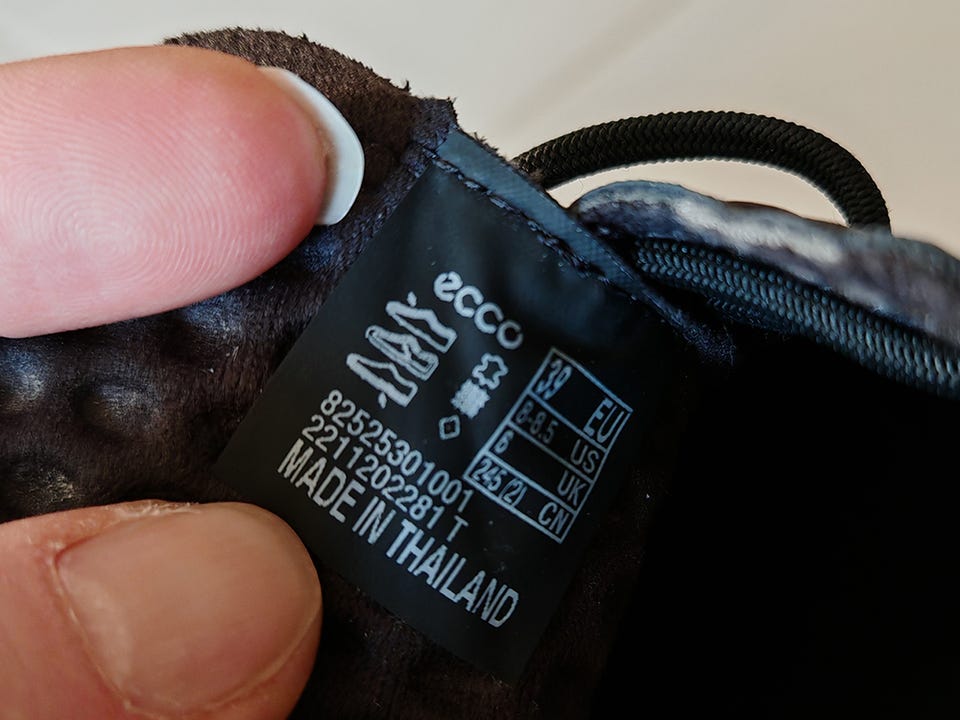 ecco
39 EU
8-8.5 US
6 UK
245 (2) CN
82525301001
2211202281 T
MADE IN THAILAND